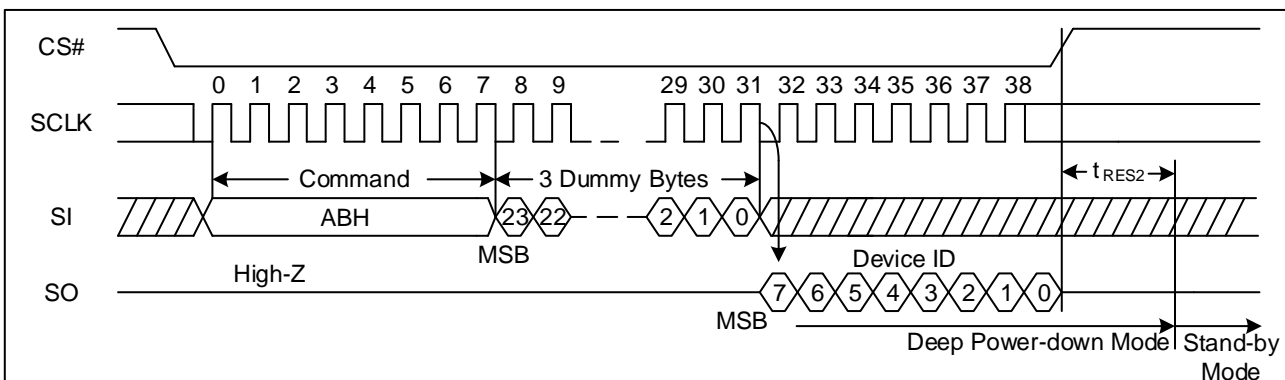 CS#
0 1 2 3 4 5 6 7 8 9 29 30 31 32 33 34 35 36 37 38
SCLK
Command 3 Dummy Bytes tRES2
SI ABH 23 22 2 1 0
MSB
High-Z Device ID
SO 7 6 5 4 3 2 1 0
MSB
Deep Power-down Mode Stand-by
Mode